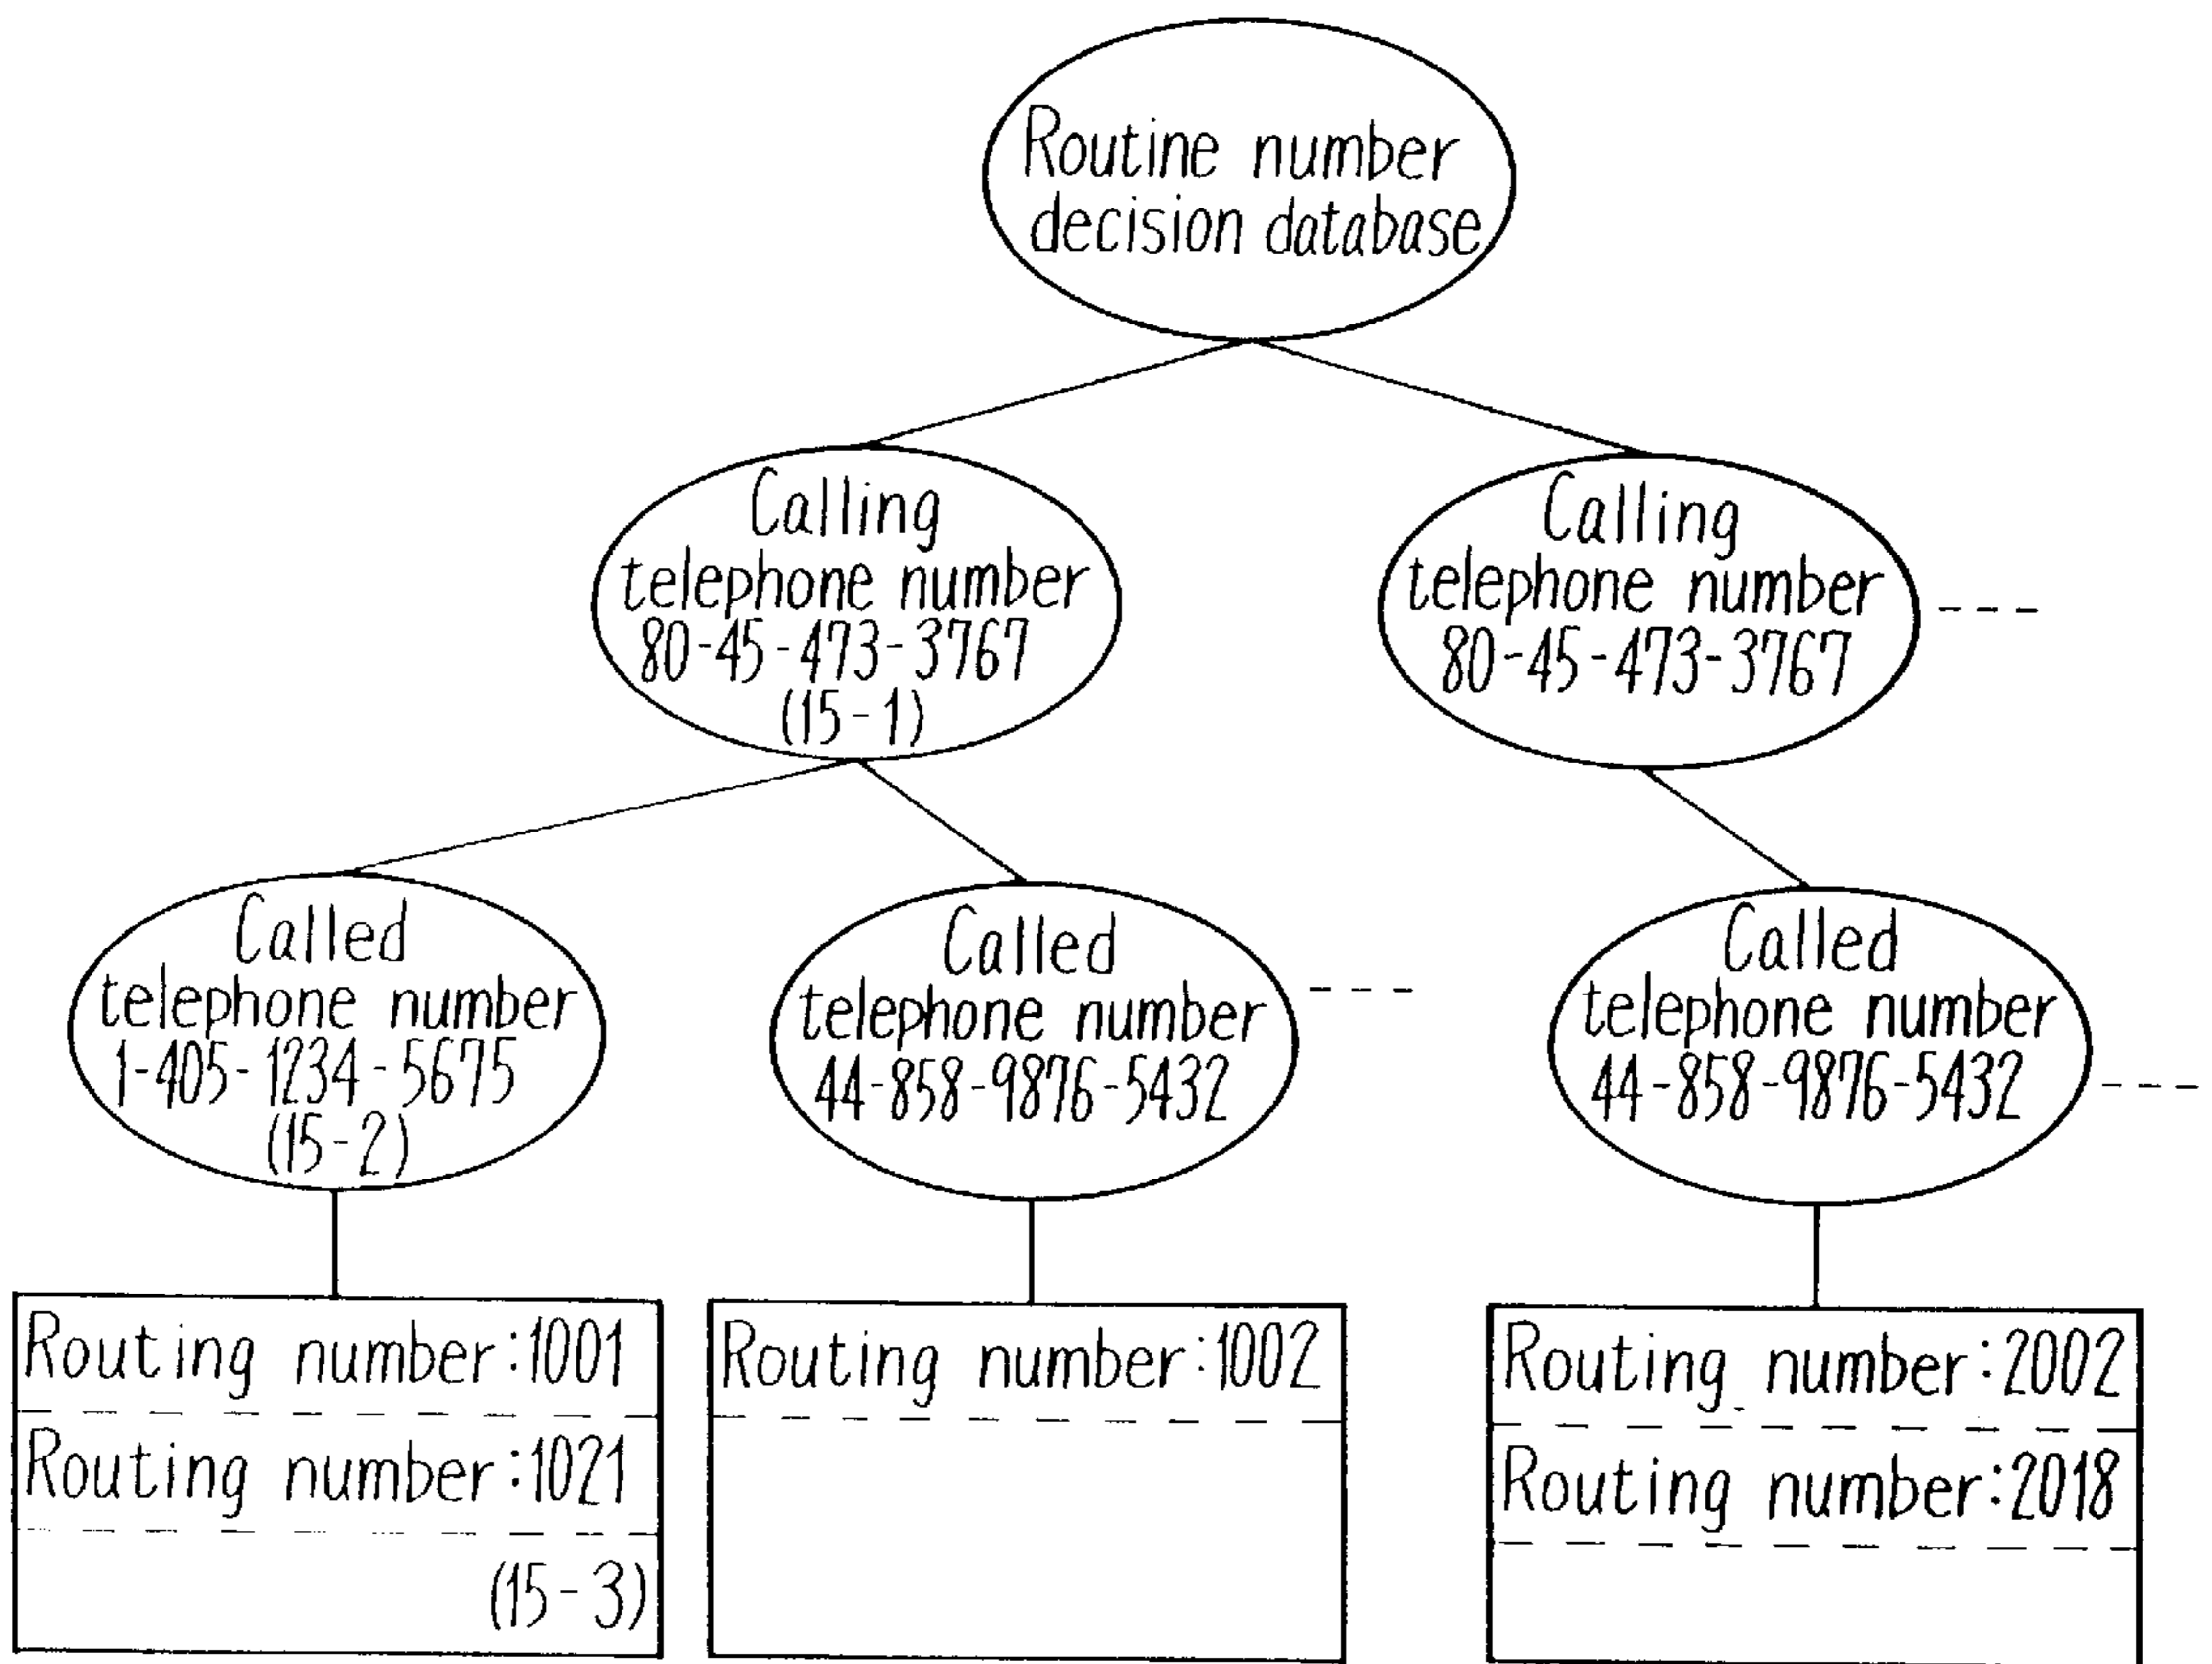 Routine number
decision database
Calling
telephone number
80-45-473-3767
(15-1)
Calling
telephone number
80-45-473-3767
Called
telephone number
1-405-1234-5675
(15-2)
Called
telephone number
44-858-9876-5432
Called
telephone number
44-858-9876-5432
Routing number:1001
Routing number:1021
(15-3)
Routing number:1002
Routing number:2002
Routing number:2018